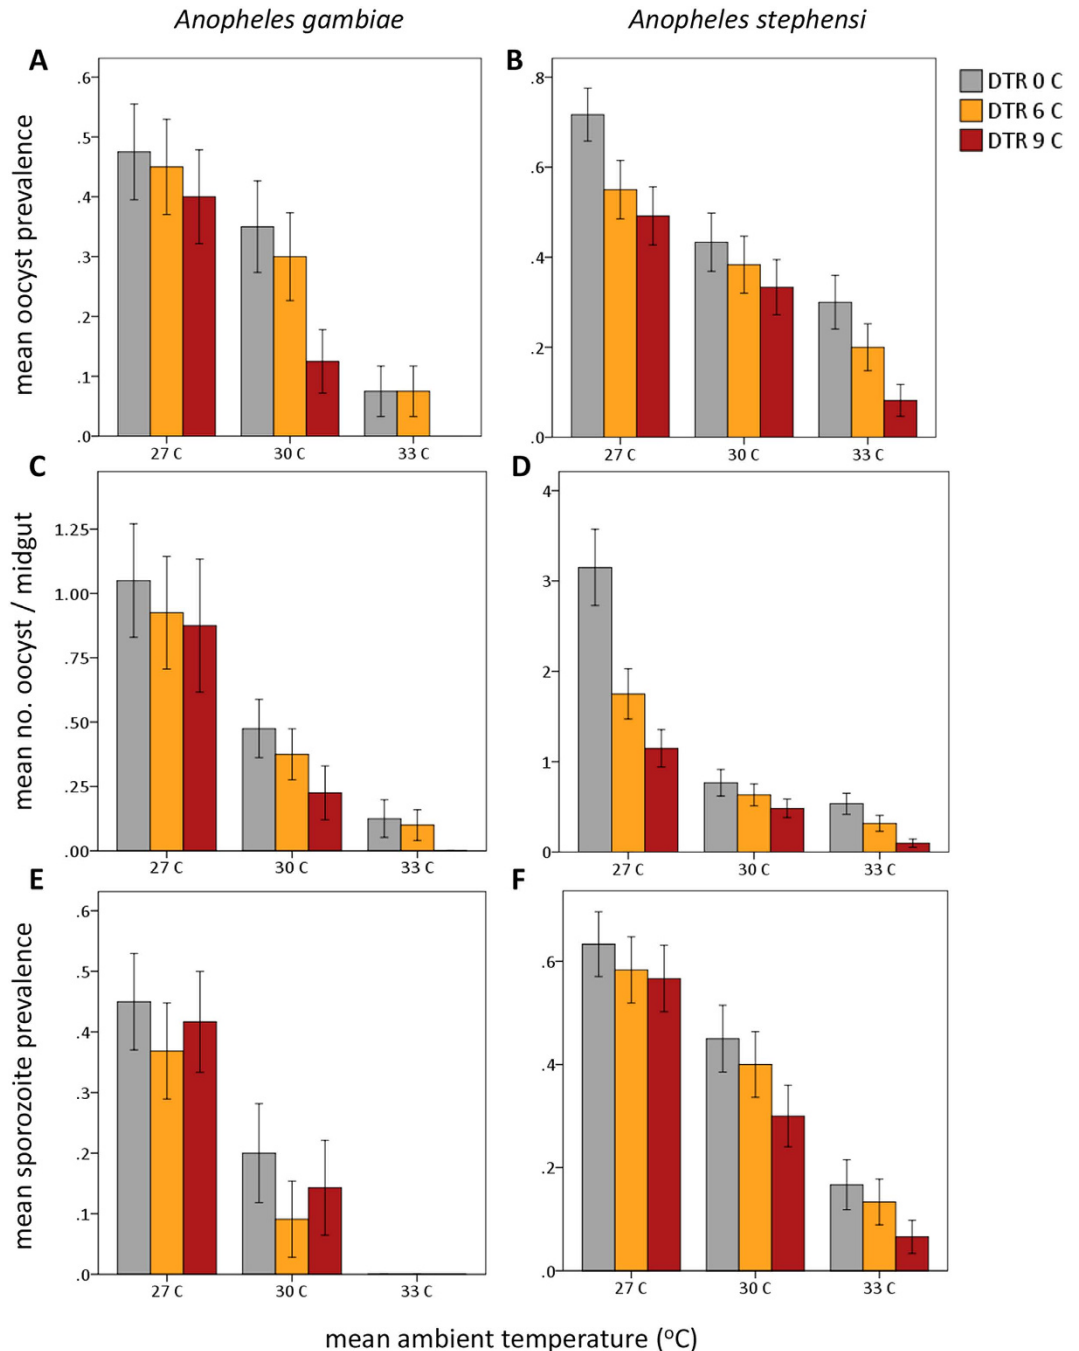 Anopheles gambiae
Anopheles stephensi
A
B
DTR 0 C
DTR 6 C
DTR 9 C
mean oocyst prevalence
.6
.5
.4
.3
.2
.1
.0
27 C
30 C
33 C
.8
.6
.4
.2
.0
27 C
30 C
33 C
C
D
mean no. oocyst / midgut
1.25
1.00
.75
.50
.25
.00
27 C
30 C
33 C
4
3
2
1
0
27 C
30 C
33 C
E
F
mean sporozoite prevalence
.6
.5
.4
.3
.2
.1
.0
27 C
30 C
33 C
.6
.4
.2
.0
27 C
30 C
33 C
mean ambient temperature (°C)